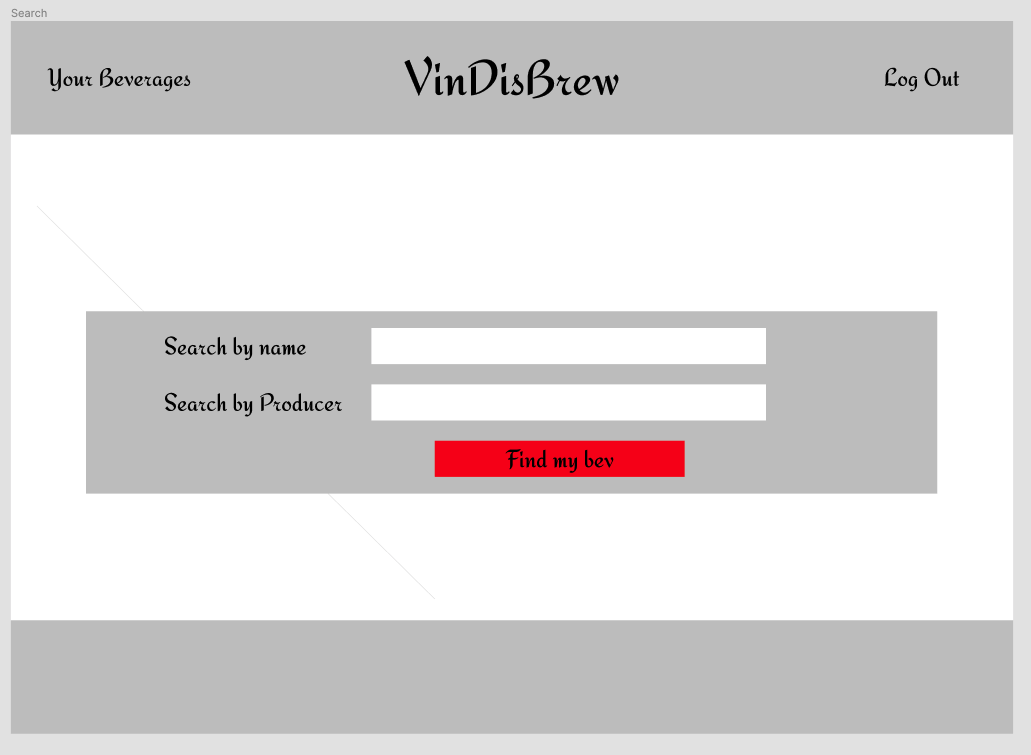 Search
Your Beverages
VinDisBrew
Log Out
Search by name
Search by Producer
Find my bev